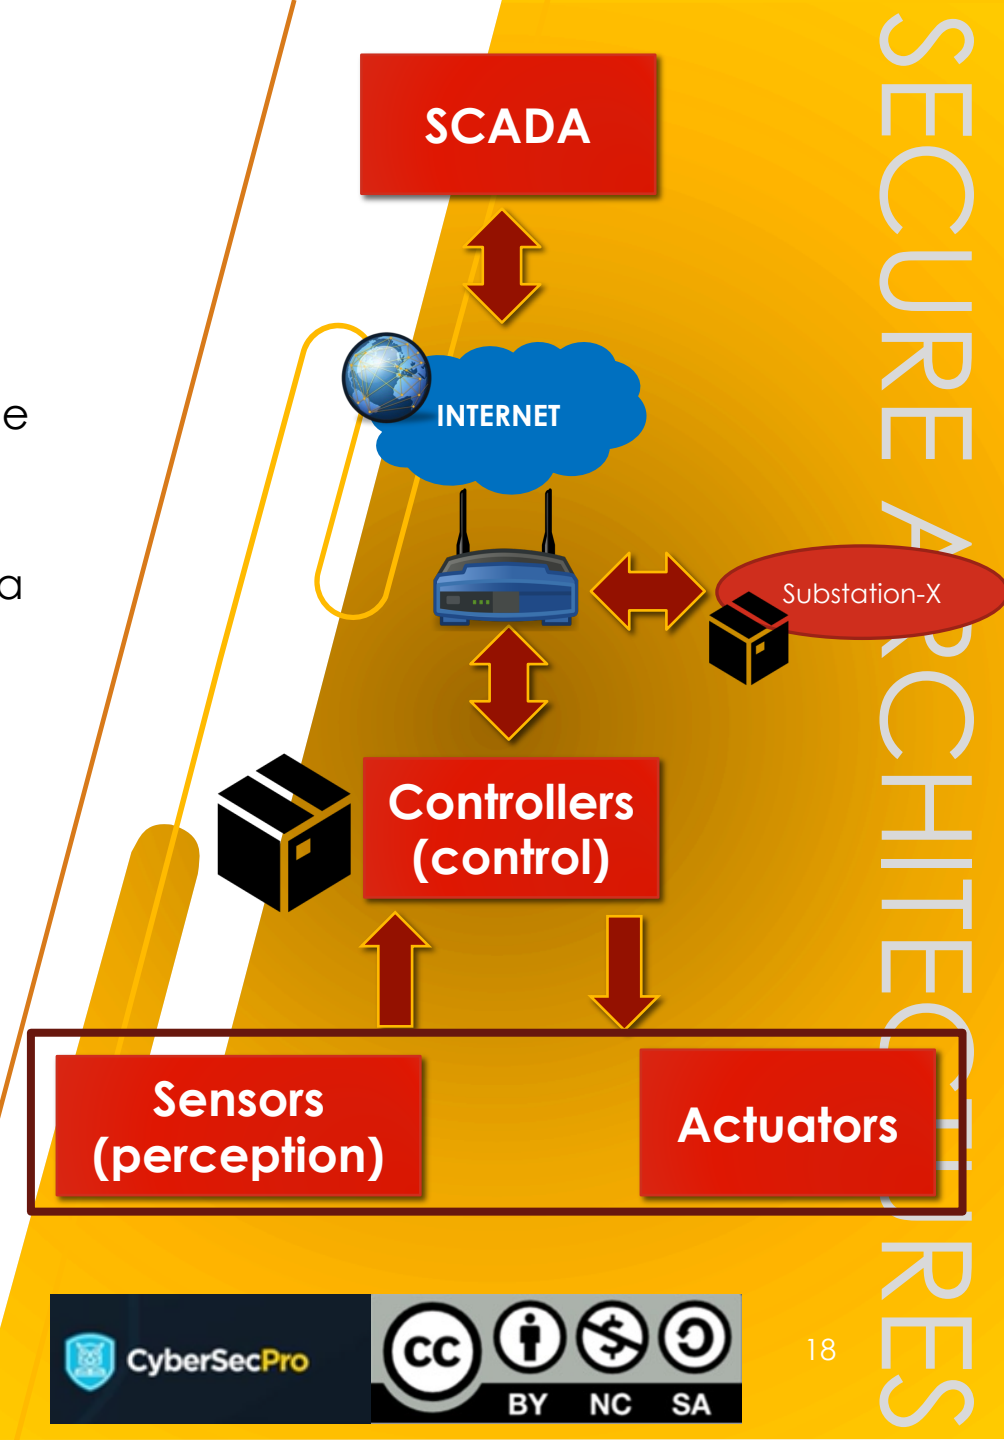 SCADA
INTERNET
e
a
Substation-X
Controllers
(control)
Sensors
(perception)
Actuators
SECURE ARCHITECTURES
CyberSecPro
cc
BY NC SA
18